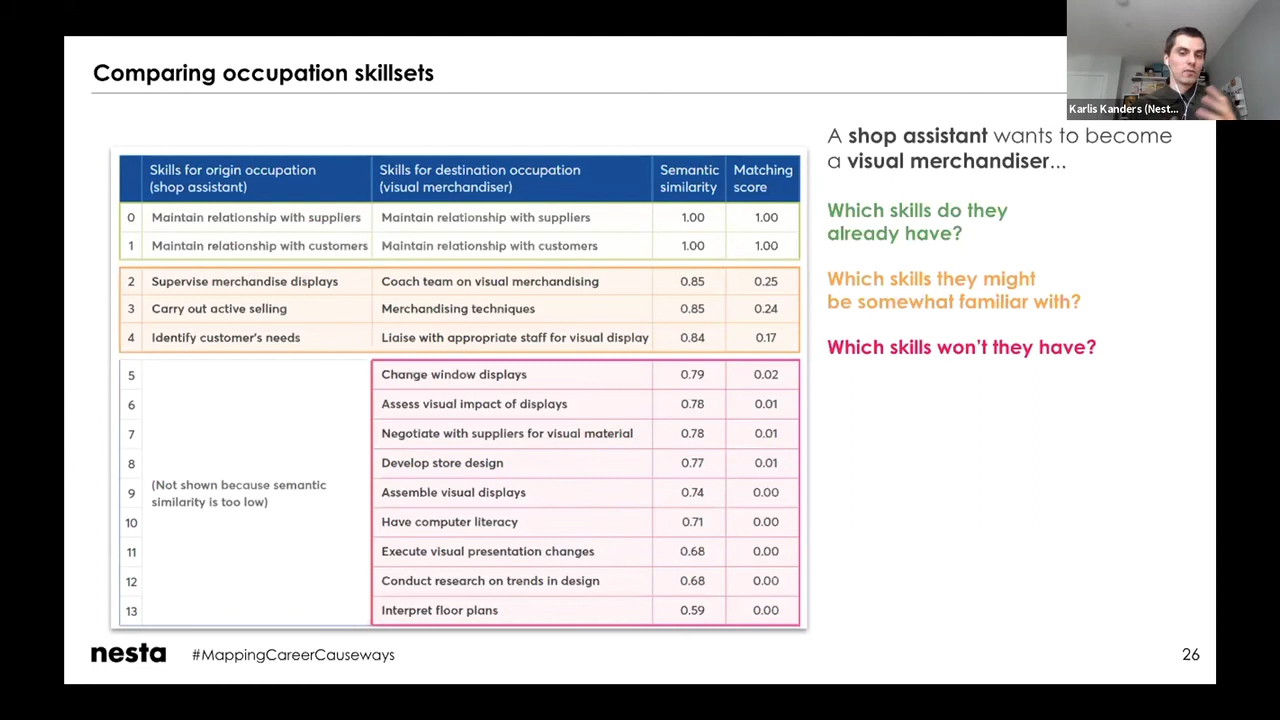 Comparing occupation skillsets
Karlis Kanders (Nest...
A shop assistant wants to become
a visual merchandiser...
Which skills do they
already have?
Which skills they might
be somewhat familiar with?
Which skills won't they have?
Skills for origin occupation
(shop assistant)
Skills for destination occupation
(visual merchandiser)
Semantic
similarity
Matching
score
0 Maintain relationship with suppliers Maintain relationship with suppliers 1.00 1.00
1 Maintain relationship with customers Maintain relationship with customers 1.00 1.00
2 Supervise merchandise displays Coach team on visual merchandising 0.85 0.25
3 Carry out active selling Merchandising techniques 0.85 0.24
4 Identify customer's needs Liaise with appropriate staff for visual display 0.84 0.17
5 Change window displays 0.79 0.02
6 Assess visual impact of displays 0.78 0.01
7 Negotiate with suppliers for visual material 0.78 0.01
8 Develop store design 0.77 0.01
(Not shown because semantic
similarity is too low)
9 Assemble visual displays 0.74 0.00
10 Have computer literacy 0.71 0.00
11 Execute visual presentation changes 0.68 0.00
12 Conduct research on trends in design 0.68 0.00
13 Interpret floor plans 0.59 0.00
nesta #MappingCareerCauseways
26